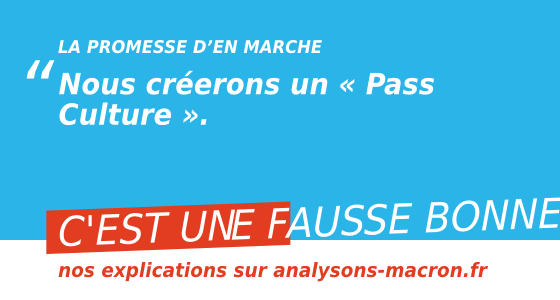 LA PROMESSE D’EN MARCHE
“ Nous créerons un « Pass
Culture ».
C'EST UNE FAUSSE BONNE
nos explications sur analysons-macron.fr